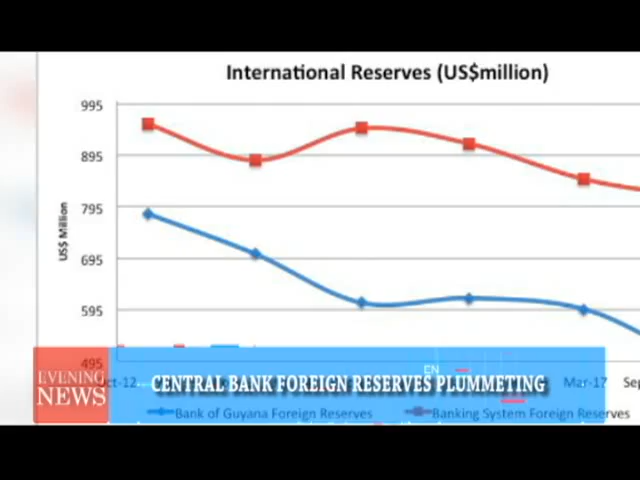 International Reserves (US$million)
995
895
795
695
595
495
US$ Million
EVENING
NEWS
CENTRAL BANK FOREIGN RESERVES PLUMMETING
EN
Mar-17
Bank of Guyana Foreign Reserves
Banking System Foreign Reserves